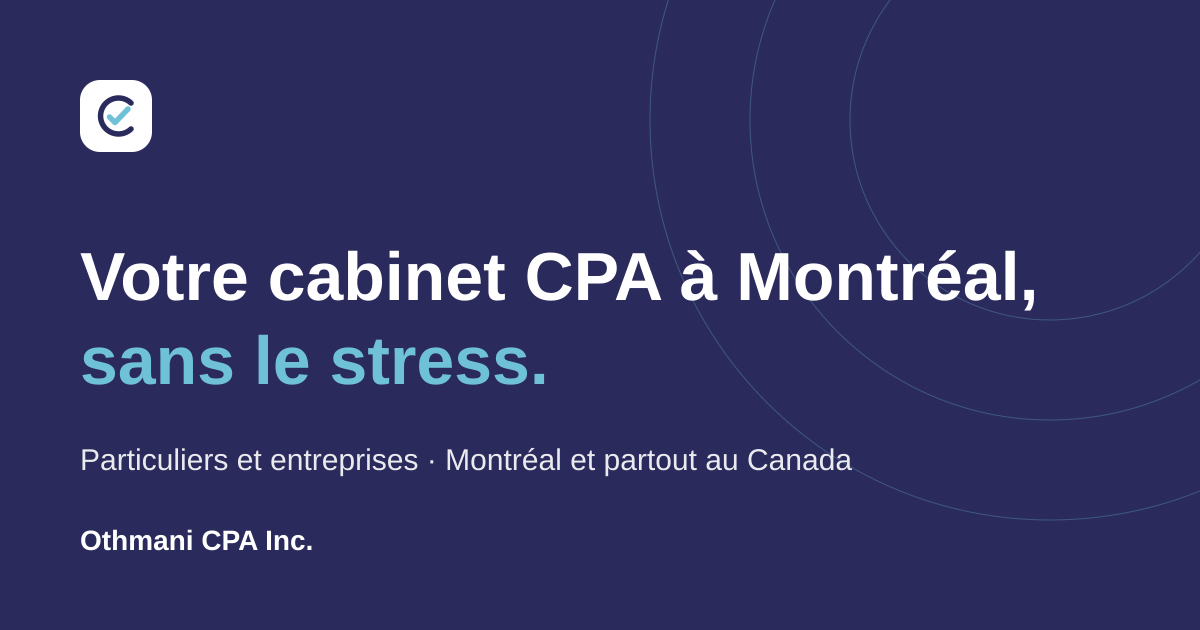 Votre cabinet CPA à Montréal,
sans le stress.
Particuliers et entreprises · Montréal et partout au Canada
Othmani CPA Inc.